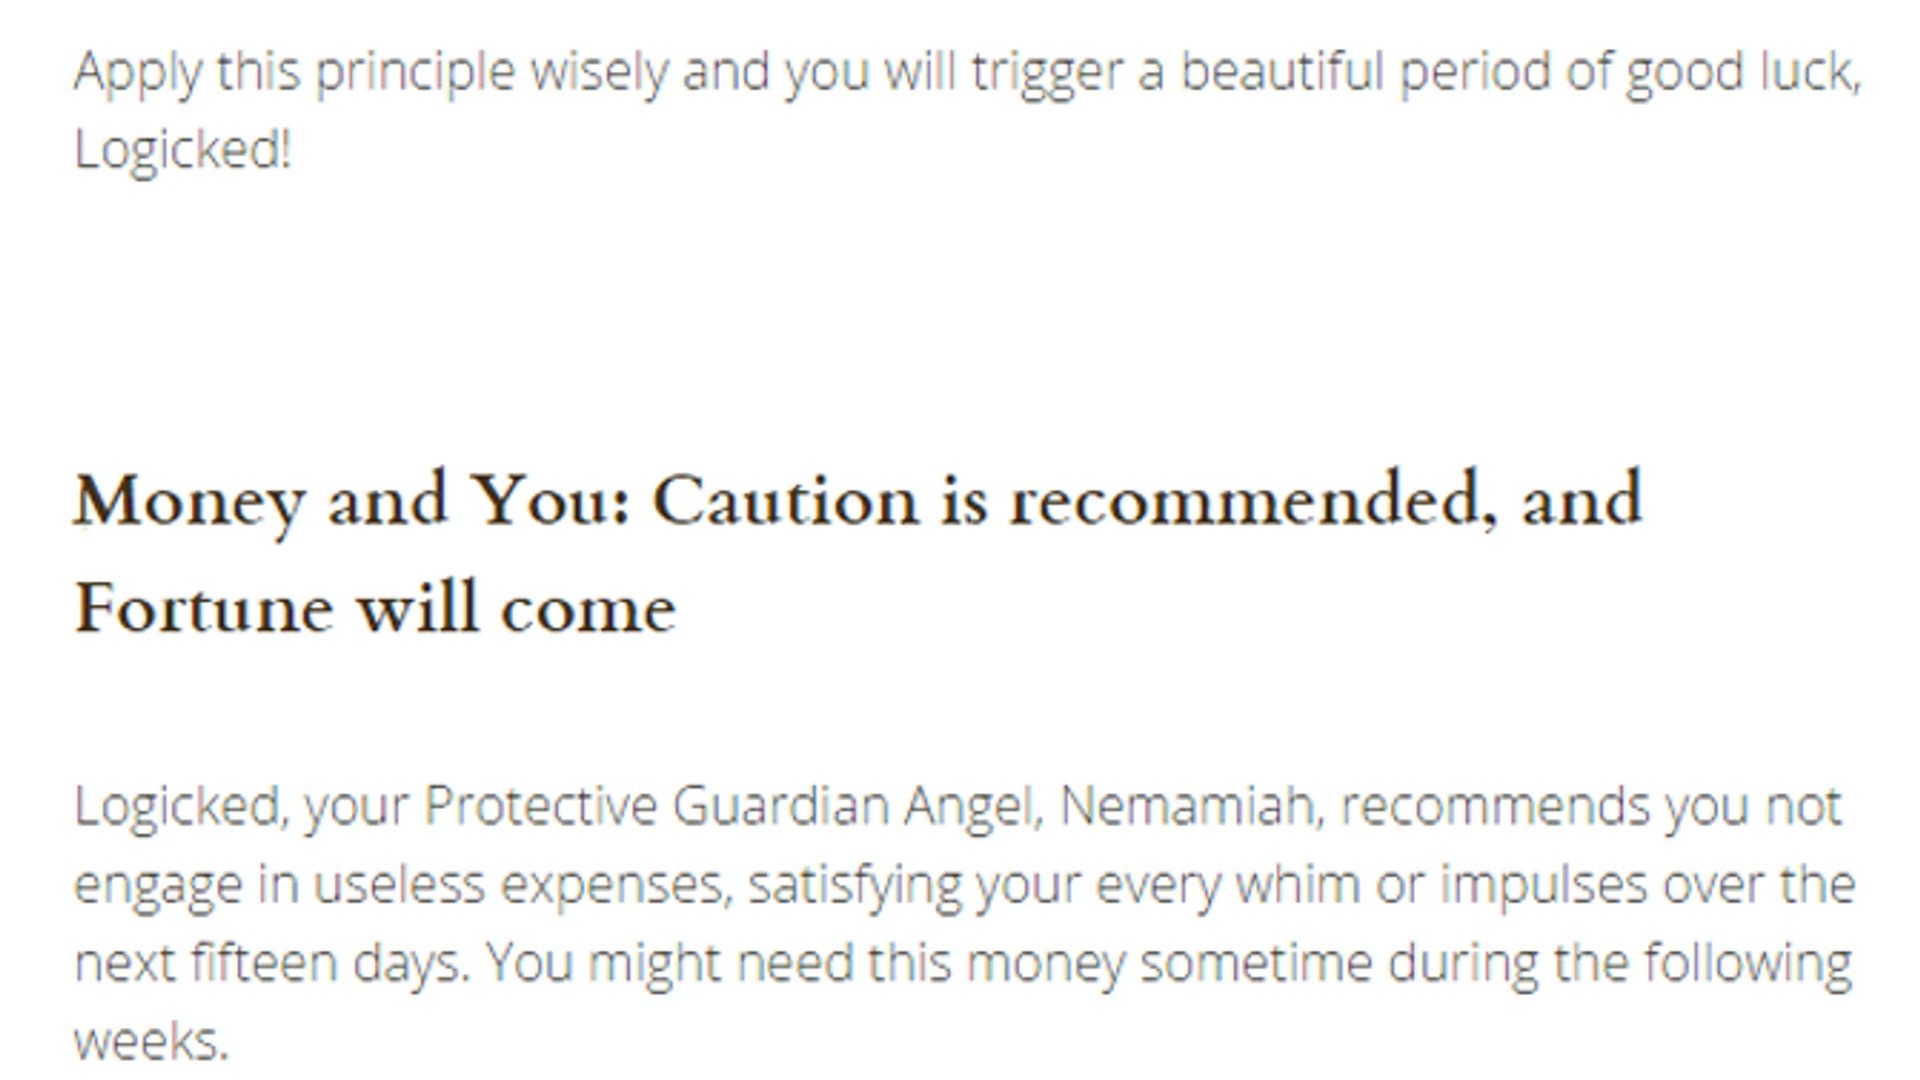 Apply this principle wisely and you will trigger a beautiful period of good luck,
Logicked!
Money and You: Caution is recommended, and
Fortune will come
Logicked, your Protective Guardian Angel, Nemamiah, recommends you not
engage in useless expenses, satisfying your every whim or impulses over the
next fifteen days. You might need this money sometime during the following
weeks.